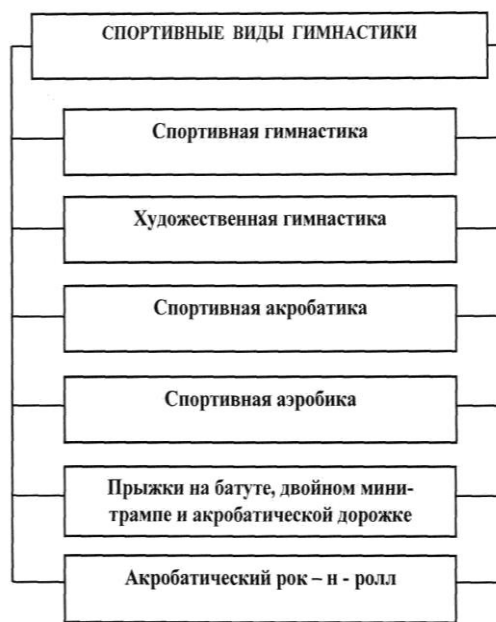 СПОРТИВНЫЕ ВИДЫ ГИМНАСТИКИ
Спортивная гимнастика
Художественная гимнастика
Спортивная акробатика
Спортивная аэробика
Прыжки на батуте, двойном мини-
трампе и акробатической дорожке
Акробатический рок – н - ролл